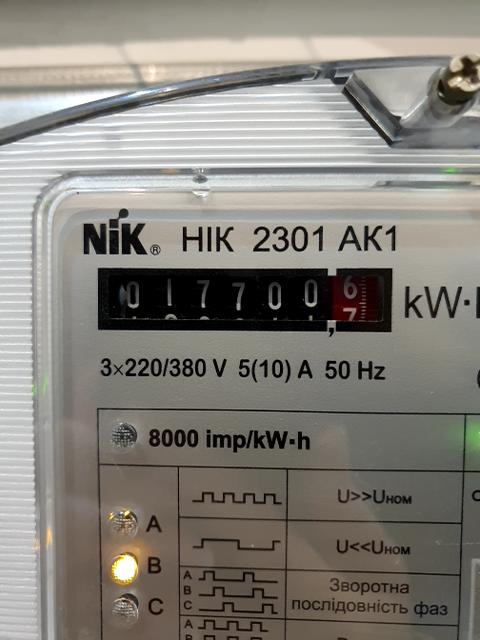 NiK® НІК 2301 АК1
017700,6 kW·
7
3×220/380 V 5(10) A 50 Hz
8000 imp/kW·h
U>>Uном
A
U<<Uном
B
A
B
C
Зворотна
послідовність фаз
C
A